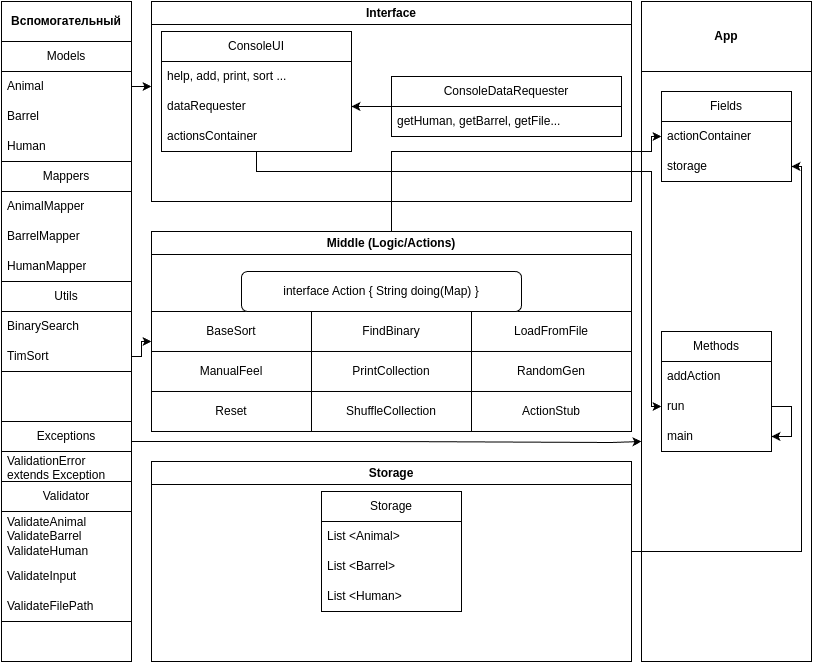 Вспомогательный
Models
Animal
Barrel
Human
Mappers
AnimalMapper
BarrelMapper
HumanMapper
Utils
BinarySearch
TimSort
Exceptions
ValidationError
extends Exception
Validator
ValidateAnimal
ValidateBarrel
ValidateHuman
ValidateInput
ValidateFilePath
Interface
ConsoleUI
help, add, print, sort ...
dataRequester
actionsContainer
ConsoleDataRequester
getHuman, getBarrel, getFile...
Middle (Logic/Actions)
interface Action { String doing(Map) }
BaseSort
FindBinary
LoadFromFile
ManualFeel
PrintCollection
RandomGen
Reset
ShuffleCollection
ActionStub
Storage
Storage
List <Animal>
List <Barrel>
List <Human>
App
Fields
actionContainer
storage
Methods
addAction
run
main